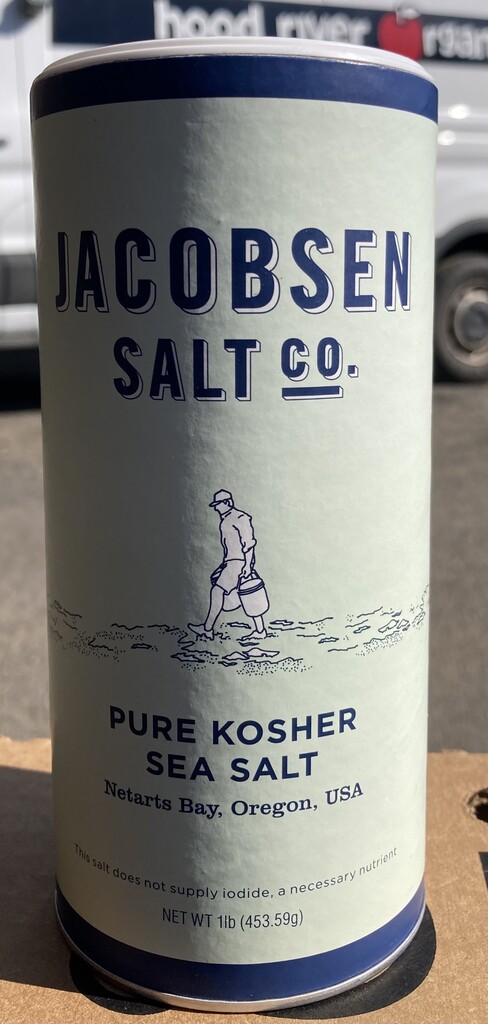 hood river
JACOBSEN
SALT CO.
PURE KOSHER
SEA SALT
Netarts Bay, Oregon, USA
This salt does not supply iodide, a necessary nutrient
NET WT 1lb (453.59g)